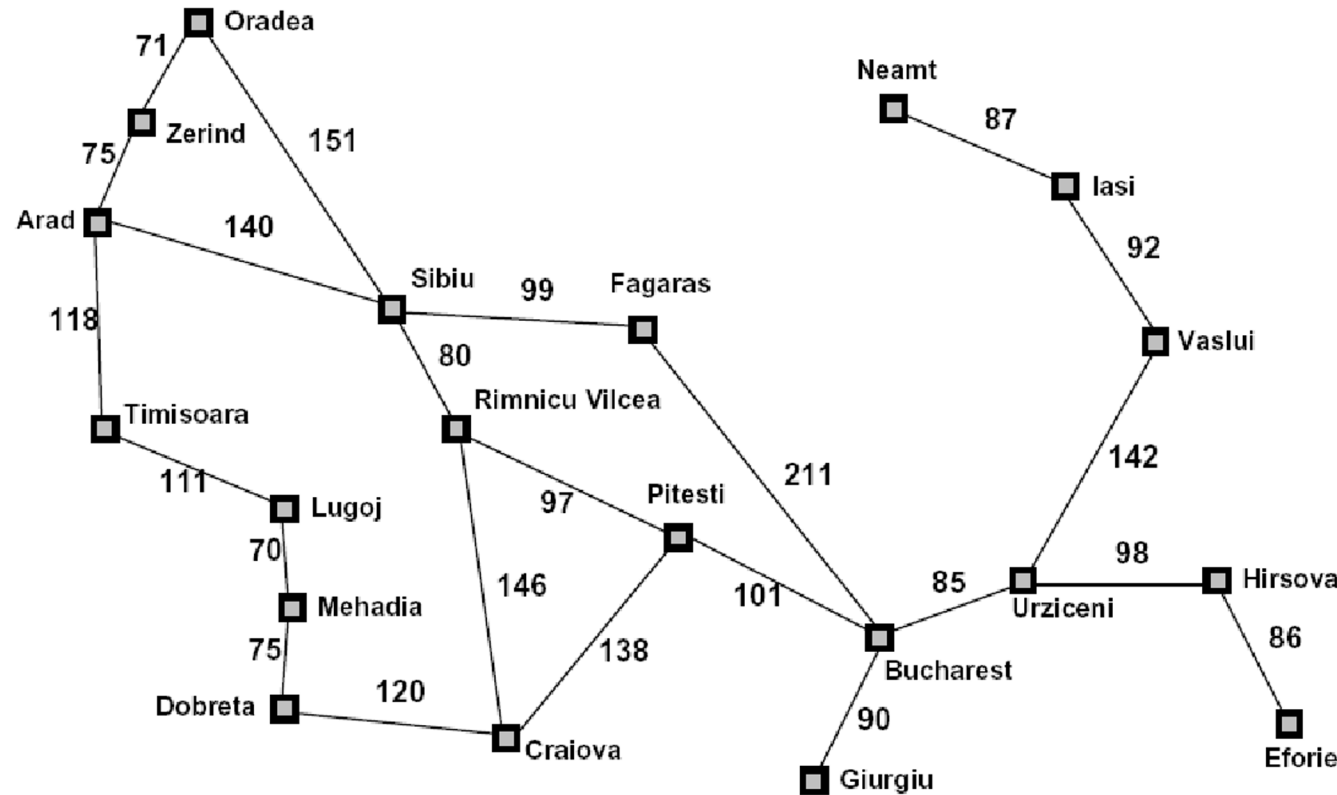 Oradea
71
Neamt
87
Zerind
151
75
Iasi
Arad
140
92
Sibiu
99
Fagaras
118
Vaslui
80
Rimnicu Vilcea
Timisoara
142
111
211
Lugoj
97
Pitesti
70
98
Hirsova
146
85
101
Mehadia
Urziceni
86
75
138
Bucharest
120
Dobreta
90
Craiova
Eforie
Giurgiu